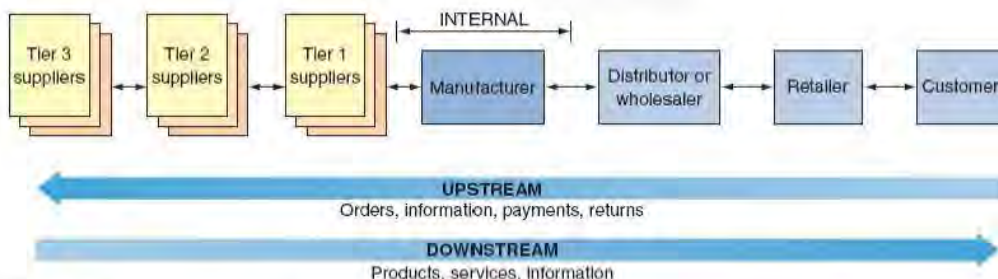 INTERNAL
Tier 3
suppliers
Tier 2
suppliers
Tier 1
suppliers
Manufacturer
Distributor or
wholesaler
Retailer
Customer
UPSTREAM
Orders, information, payments, returns
DOWNSTREAM
Products, services, information